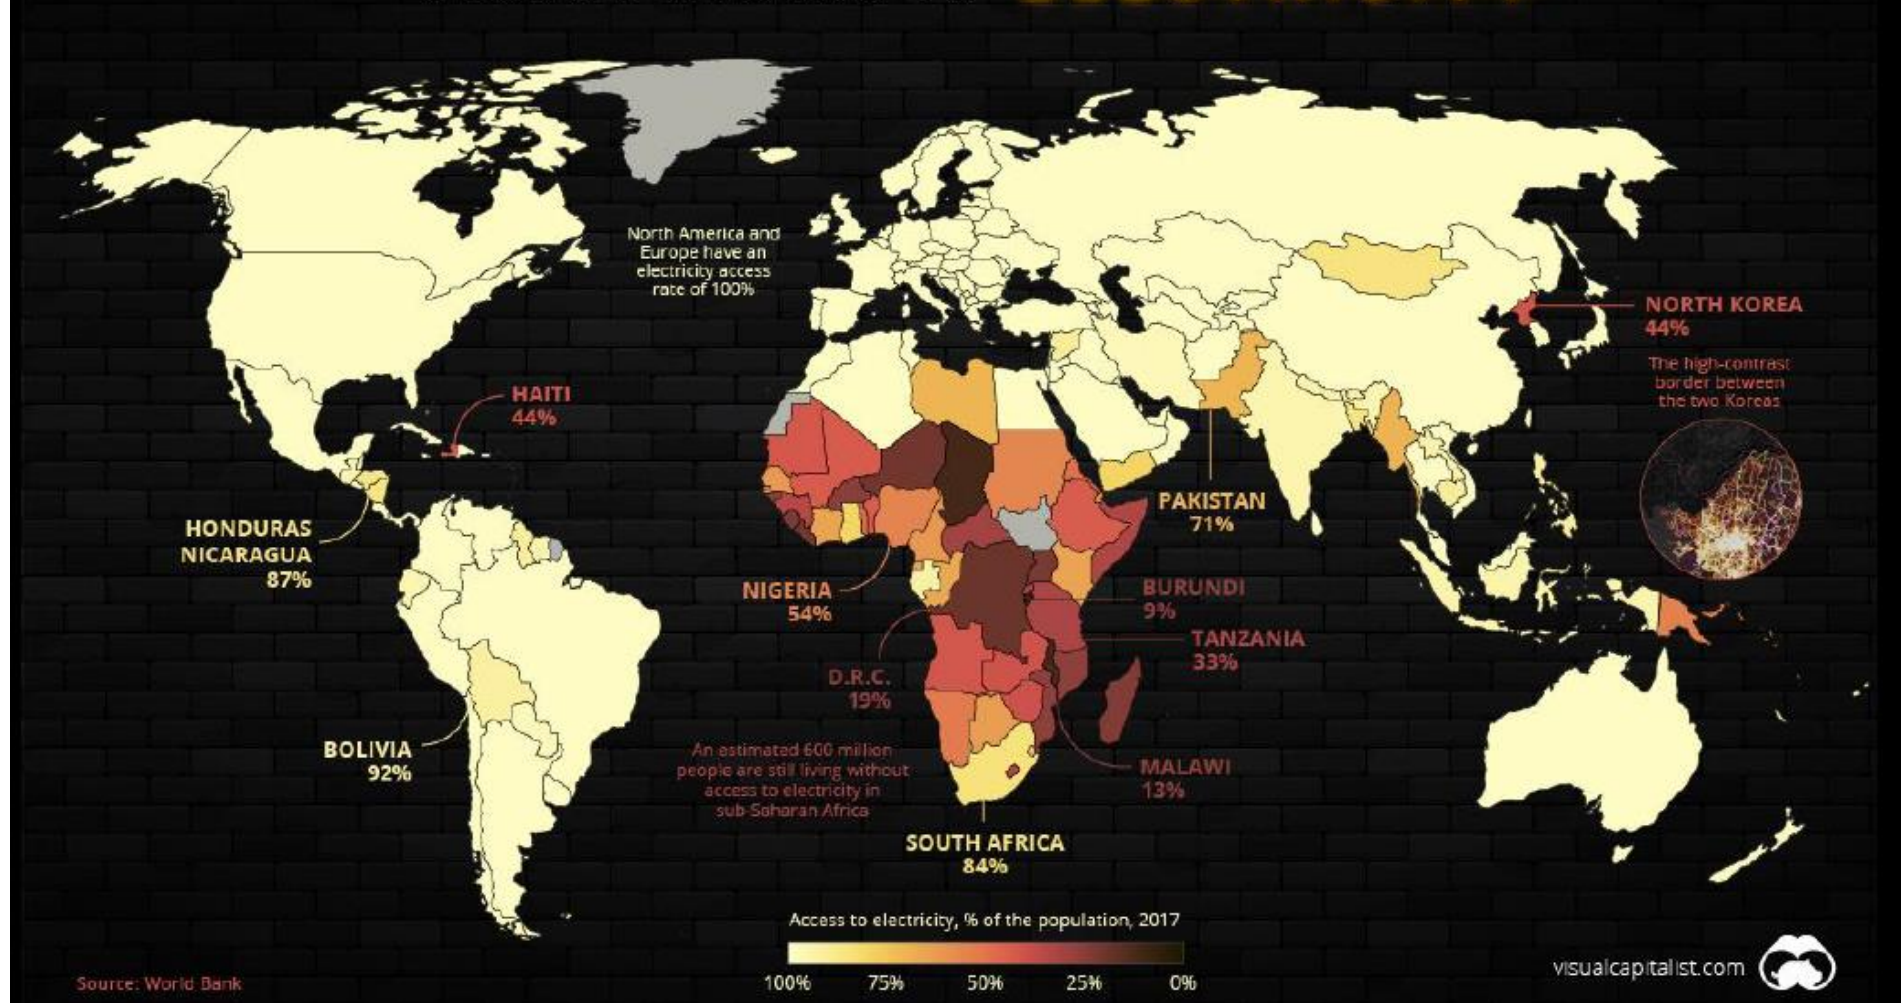 North America and
Europe have an
electricity access
rate of 100%
NORTH KOREA
44%
The high-contrast
border between
the two Koreas
HAITI
44%
HONDURAS
NICARAGUA
87%
PAKISTAN
71%
NIGERIA
54%
BURUNDI
9%
TANZANIA
33%
D.R.C.
19%
BOLIVIA
92%
An estimated 600 million
people are still living without
access to electricity in
sub-Saharan Africa
MALAWI
13%
SOUTH AFRICA
84%
Access to electricity, % of the population, 2017
100% 75% 50% 25% 0%
Source: World Bank
visualcapitalist.com